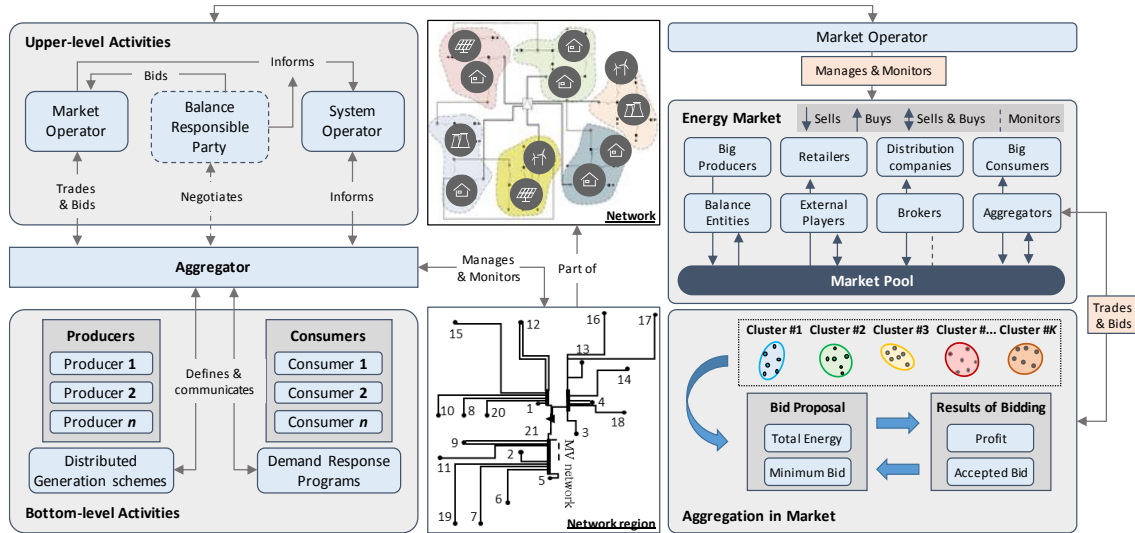 Upper-level Activities
Bids
Informs
Market
Operator
Balance
Responsible
Party
System
Operator
Trades
& Bids
Negotiates
Informs
Aggregator
Producers
Producer 1
Producer 2
Producer n
Consumers
Consumer 1
Consumer 2
Consumer n
Defines &
communicates
Distributed
Generation schemes
Demand Response
Programs
Bottom-level Activities
Network
Manages
& Monitors
Part of
15
12
16
17
13
14
10
8
20
1
4
18
21
3
9
11
2
5
6
19
7
MV network
Network region
Market Operator
Manages & Monitors
Energy Market
Sells
Buys
Sells & Buys
Monitors
Big
Producers
Retailers
Distribution
companies
Big
Consumers
Balance
Entities
External
Players
Brokers
Aggregators
Market Pool
Trades
& Bids
Cluster #1
Cluster #2
Cluster #3
Cluster #...
Cluster #K
Bid Proposal
Total Energy
Minimum Bid
Results of Bidding
Profit
Accepted Bid
Aggregation in Market